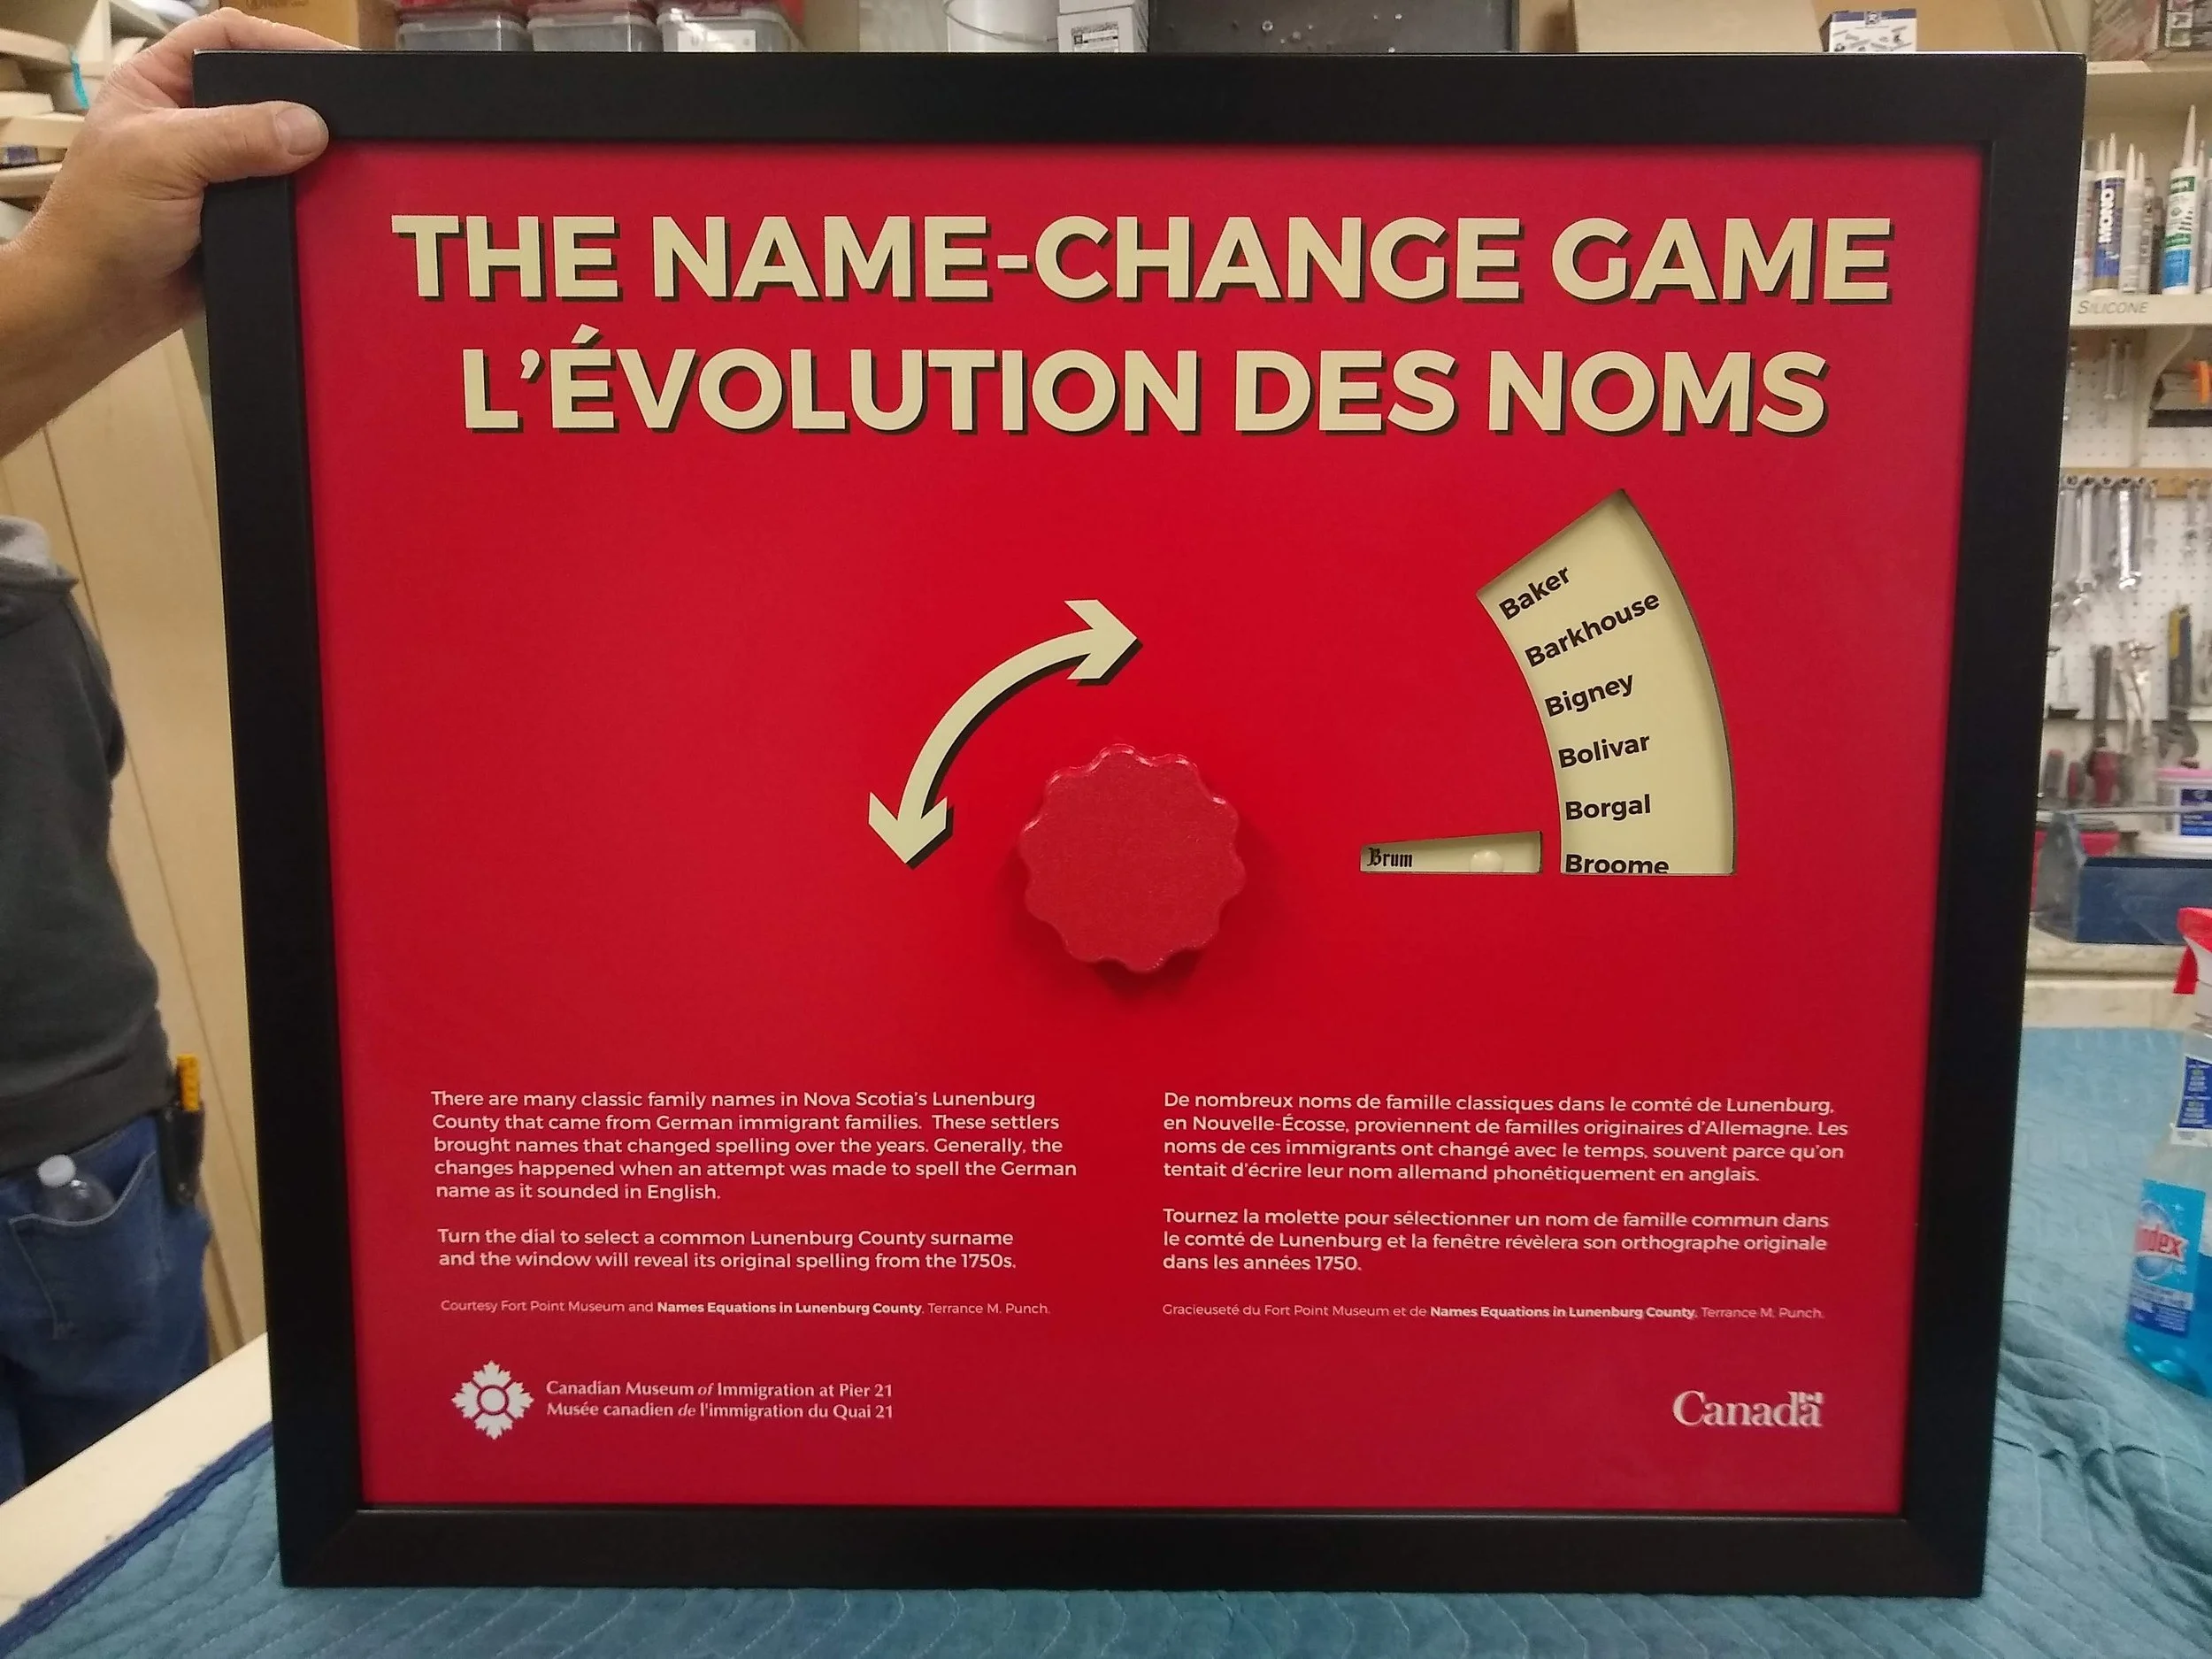 THE NAME-CHANGE GAME
L'ÉVOLUTION DES NOMS
Baker
Barkhouse
Bigney
Bolivar
Borgal
Brum
Broome
There are many classic family names in Nova Scotia's Lunenburg
County that came from German immigrant families. These settlers
brought names that changed spelling over the years. Generally, the
changes happened when an attempt was made to spell the German
name as it sounded in English.
Turn the dial to select a common Lunenburg County surname
and the window will reveal its original spelling from the 1750s.
Courtesy Fort Point Museum and Names Equations in Lunenburg County, Terrance M. Punch.
De nombreux noms de famille classiques dans le comté de Lunenburg,
en Nouvelle-Écosse, proviennent de familles originaires d'Allemagne. Les
noms de ces immigrants ont changé avec le temps, souvent parce qu'on
tentait d'écrire leur nom allemand phonétiquement en anglais.
Tournez la molette pour sélectionner un nom de famille commun dans
le comté de Lunenburg et la fenêtre révèlera son orthographe originale
dans les années 1750.
Gracieuseté du Fort Point Museum et de Names Equations in Lunenburg County, Terrance M. Punch.
Canadian Museum of Immigration at Pier 21
Musée canadien de l'immigration du Quai 21
Canada
MONO
SILICONE